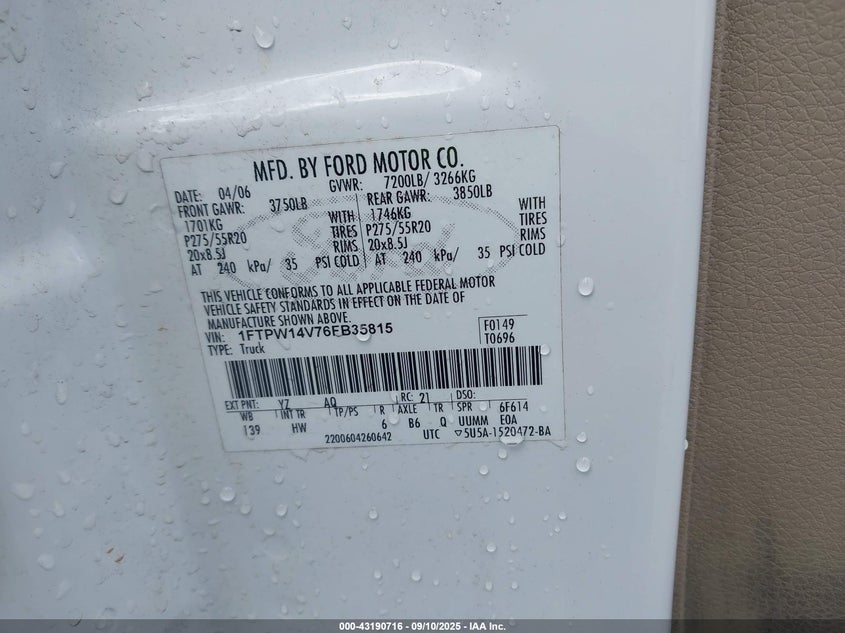 MFD. BY FORD MOTOR CO.
DATE: 04/06 GVWR: 7200LB/ 3266KG
FRONT GAWR: 3750LB REAR GAWR: 3850LB
1701KG WITH 1746KG WITH
P275/55R20 TIRES P275/55R20 TIRES
20x8.5J RIMS 20x8.5J RIMS
AT 240 kPa/ 35 PSI COLD AT 240 kPa/ 35 PSI COLD
THIS VEHICLE CONFORMS TO ALL APPLICABLE FEDERAL MOTOR
VEHICLE SAFETY STANDARDS IN EFFECT ON THE DATE OF
MANUFACTURE SHOWN ABOVE.
VIN: 1FTPW14V76FB35815 F0149
TYPE: Truck T0696
EXT PNT: YZ AQ RC: 21 DSO:
WB INT TR TP/PS R AXLE TR SPR 6F614
139 HW 6 B6 Q UUMM EOA
2200604260642 UTC ▽5U5A-1520472-BA
Ford
000-43190716 - 09/10/2025 - IAA Inc.